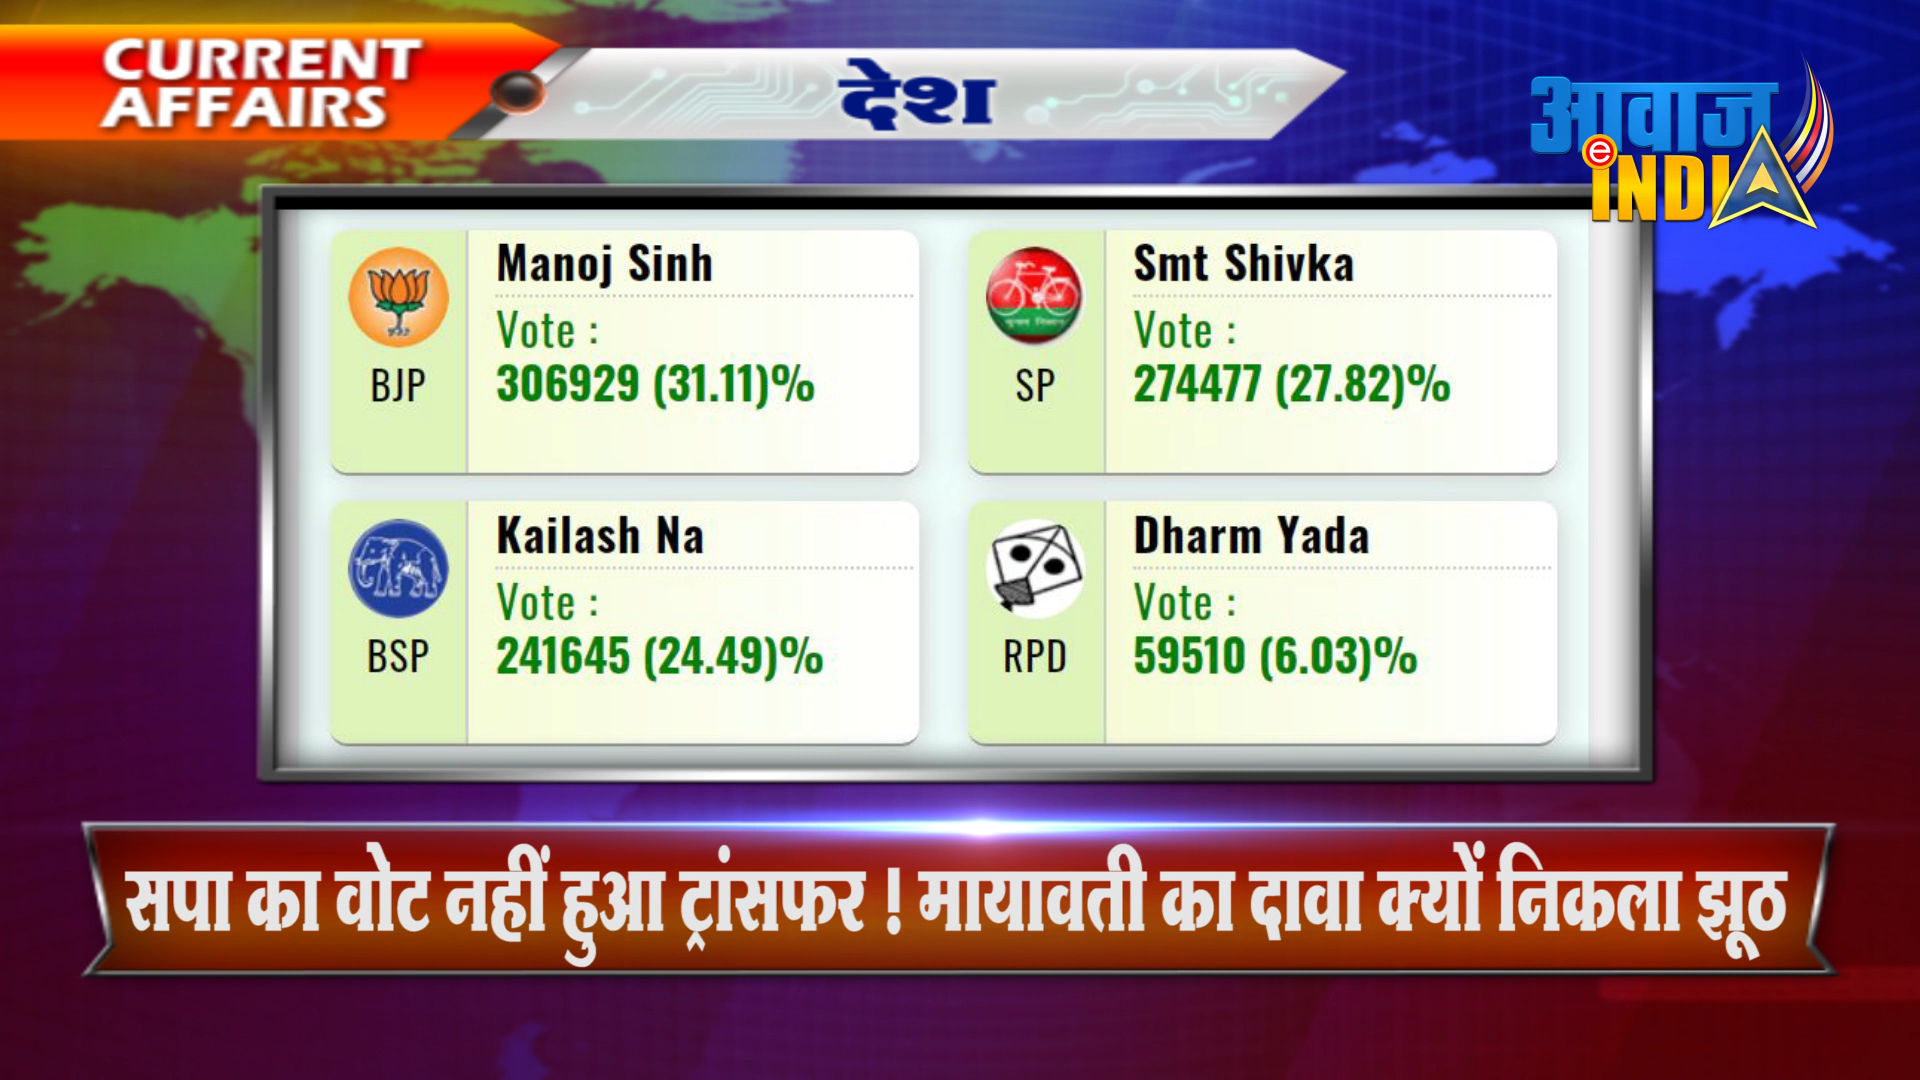 CURRENT
AFFAIRS
देश
आवाज
e
INDIA
Manoj Sinh
Vote :
306929 (31.11)%
BJP
Smt Shivka
Vote :
274477 (27.82)%
SP
Kailash Na
Vote :
241645 (24.49)%
BSP
Dharm Yada
Vote :
59510 (6.03)%
RPD
सपा का वोट नहीं हुआ ट्रांसफर ! मायावती का दावा क्यों निकला झूठ